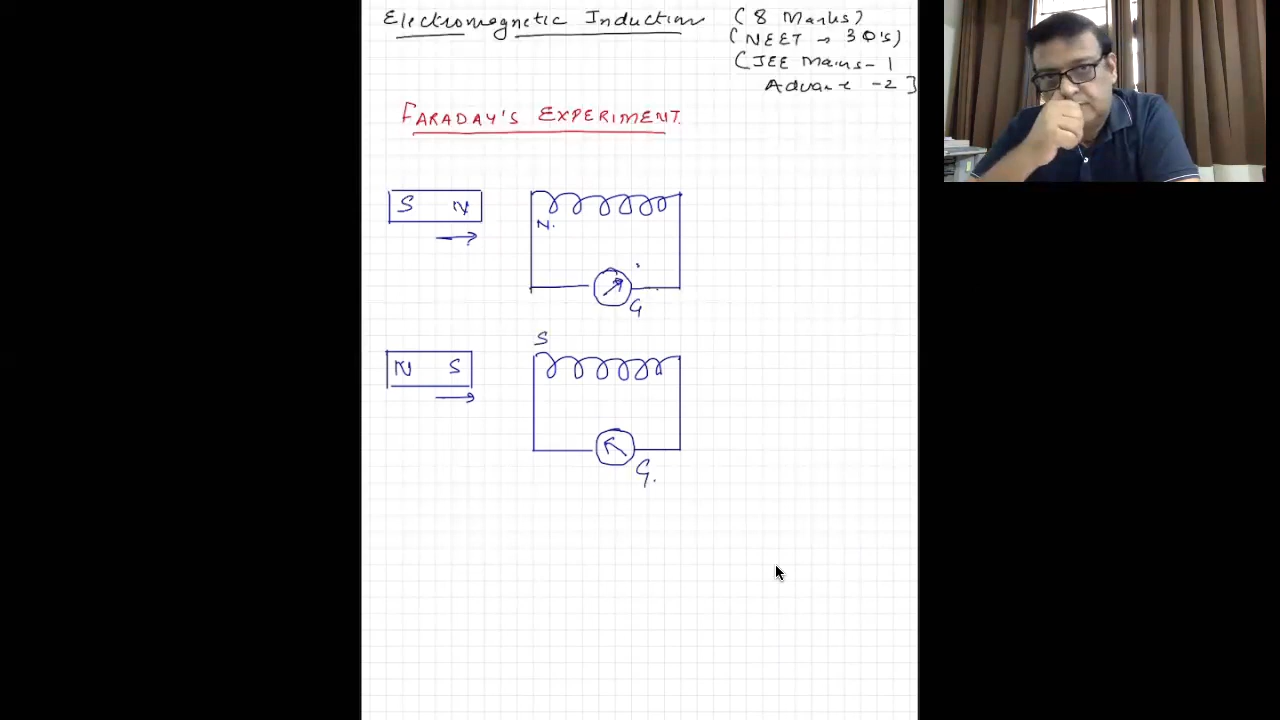 Electromagnetic Induction (8 Marks)
(NEET → 3 Q's)
(JEE Mains - 1
Advance - 2]
FARADAY'S EXPERIMENT.
S N
N.
G
S
N S
G.